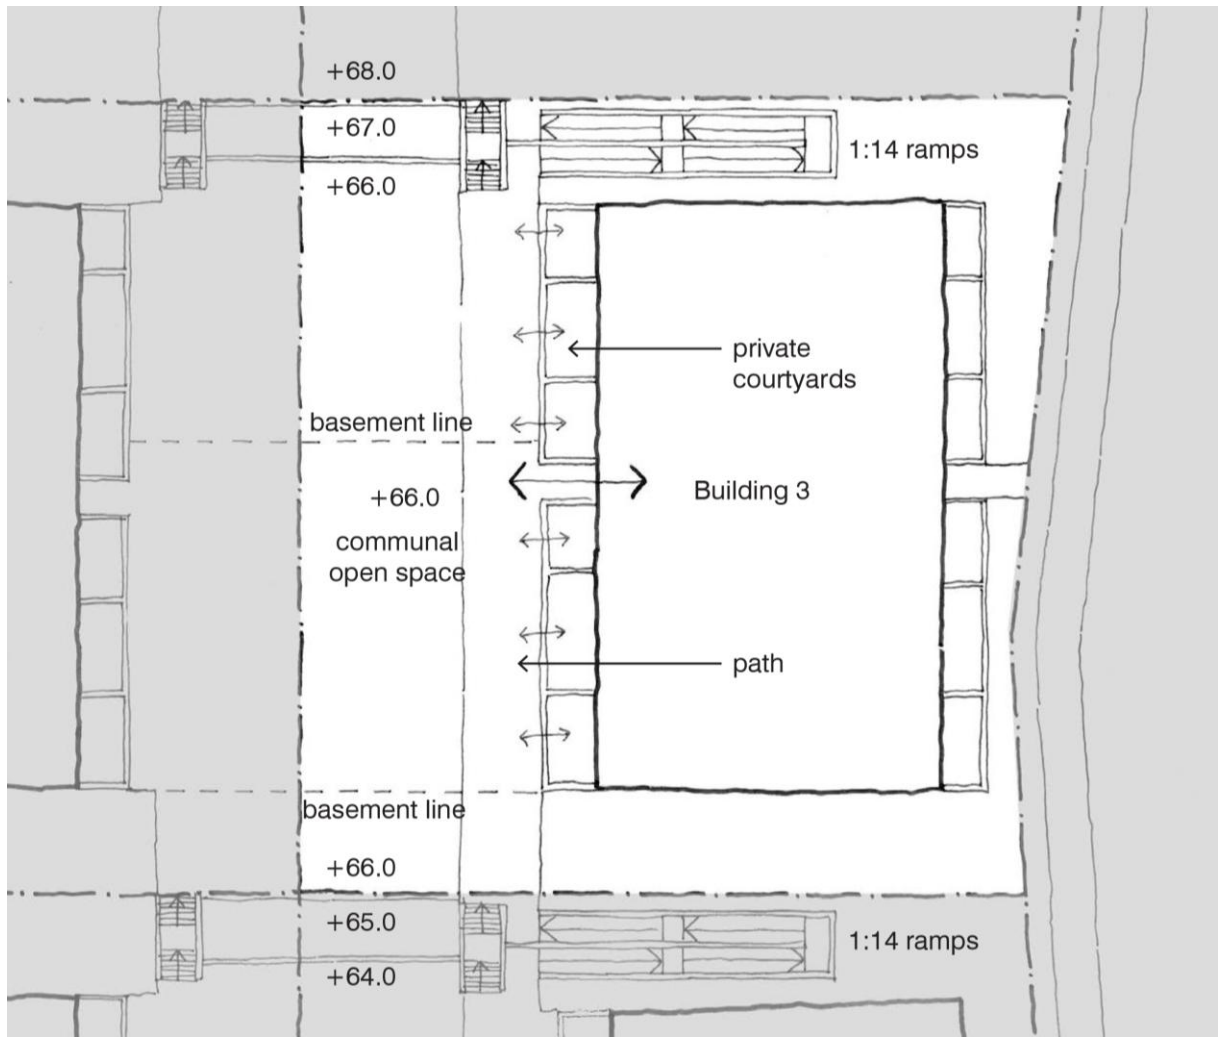 +68.0
+67.0
1:14 ramps
+66.0
private
courtyards
basement line
Building 3
+66.0
communal
open space
path
basement line
+66.0
+65.0
1:14 ramps
+64.0